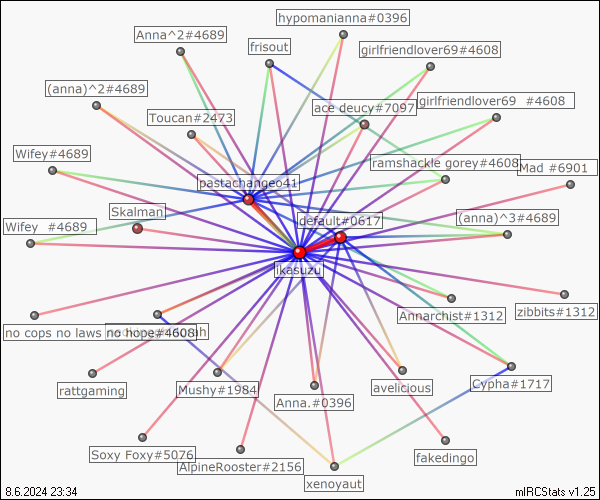 hypomanianna#0396
Anna^2#4689
frisout
girlfriendlover69#4608
(anna)^2#4689
ace deucy#7097
girlfriendlover69 #4608
Toucan#2473
Wifey#4689
ramshackle gorey#4608
Mad #6901
pastachangeo41
Skalman
default#0617
(anna)^3#4689
Wifey #4689
ikasuzu
Annarchist#1312
zibbits#1312
no cops no laws no hope#4608
rattgaming
Mushy#1984
Anna.#0396
avelicious
Cypha#1717
Soxy Foxy#5076
AlpineRooster#2156
fakedingo
xenoyaut
8.6.2024 23:34
mIRCStats v1.25